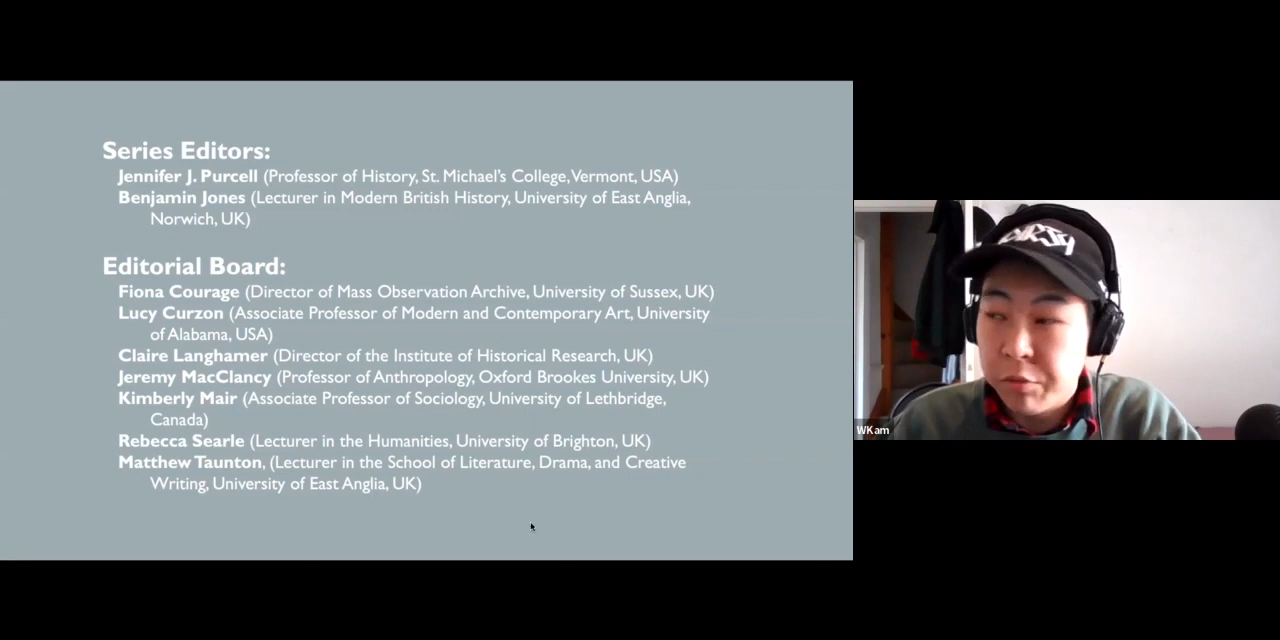 Series Editors:
Jennifer J. Purcell (Professor of History, St. Michael's College, Vermont, USA)
Benjamin Jones (Lecturer in Modern British History, University of East Anglia,
Norwich, UK)
Editorial Board:
Fiona Courage (Director of Mass Observation Archive, University of Sussex, UK)
Lucy Curzon (Associate Professor of Modern and Contemporary Art, University
of Alabama, USA)
Claire Langhamer (Director of the Institute of Historical Research, UK)
Jeremy MacClancy (Professor of Anthropology, Oxford Brookes University, UK)
Kimberly Mair (Associate Professor of Sociology, University of Lethbridge,
Canada)
Rebecca Searle (Lecturer in the Humanities, University of Brighton, UK)
Matthew Taunton, (Lecturer in the School of Literature, Drama, and Creative
Writing, University of East Anglia, UK)
WKam